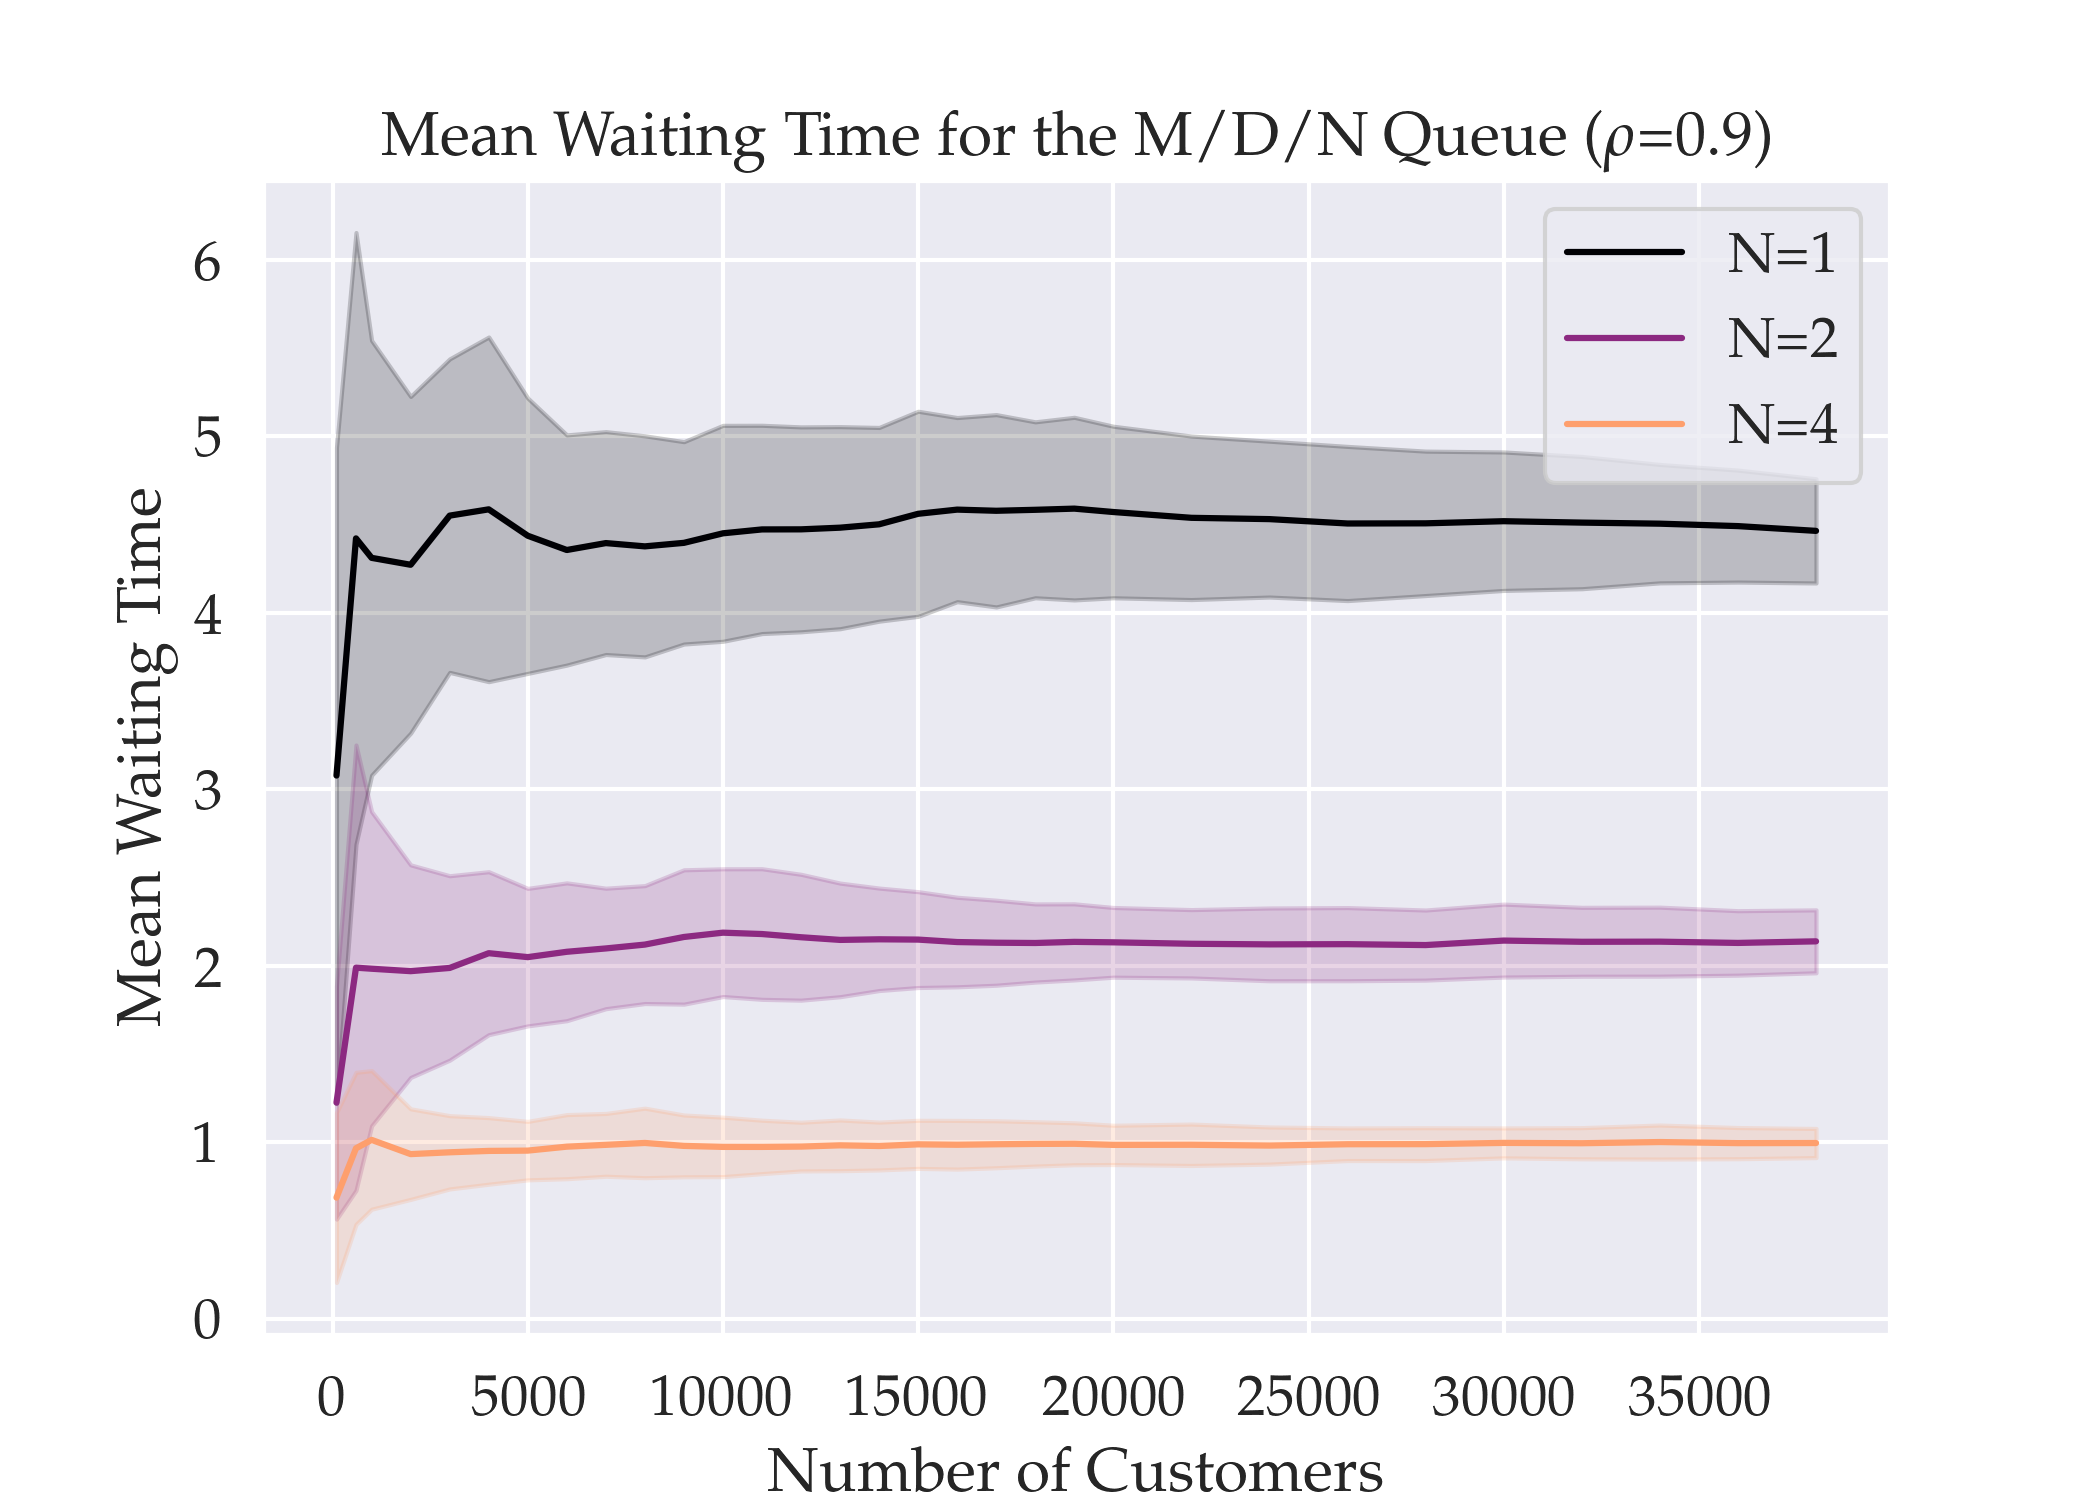 Mean Waiting Time for the M/D/N Queue (ρ=0.9)
N=1
N=2
N=4
Mean Waiting Time
6
5
4
3
2
1
0
0 5000 10000 15000 20000 25000 30000 35000
Number of Customers